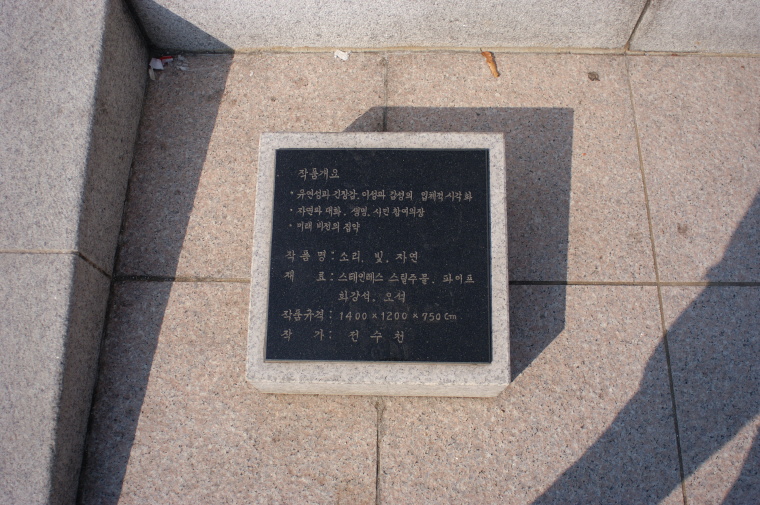 작품개요
• 유연성과 긴장감, 이성과 감성의 입체적 시각화
• 자연과 대화, 생명, 시민 참여의장
• 미래 비전의 집약
작 품 명 : 소리, 빛, 자연
재 료 : 스테인레스 스틸주물, 파이프
화강석, 오석
작품규격 : 1400 × 1200 × 750 Cm
작 가 : 전 수 천